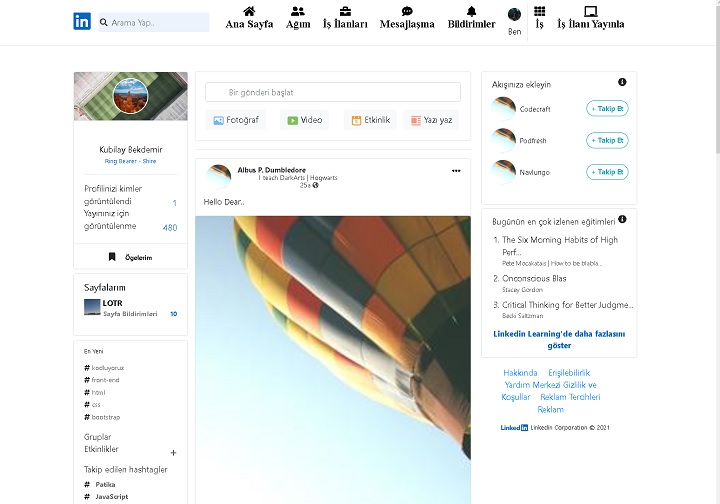 in
Arama Yap..
Ana Sayfa
Ağım
İş İlanları
Mesajlaşma
Bildirimler
Ben
İş
İş İlanı Yayınla
Kubilay Bekdemir
Ring Bearer - Shire
Profilinizi kimler
görüntülendi 1
Yayınınız için
görüntülenme 480
Ögelerim
Sayfalarım
LOTR
Sayfa Bildirimleri 10
En Yeni
# kodluyoruz
# front-end
# html
# css
# bootstrap
Gruplar
Etkinlikler +
Takip edilen hashtagler
# Patika
# JavaScript
Bir gönderi başlat
Fotoğraf
Video
Etkinlik
Yazı yaz
Albus P. Dumbledore
I teach DarkArts | Hogwarts
25a
Hello Dear..
Akışınıza ekleyin
Codecraft
+ Takip Et
Podfresh
+ Takip Et
Navlungo
+ Takip Et
Bugünün en çok izlenen eğitimleri
1. The Six Morning Habits of High
Perf...
Pete Mocakatais | How to be blabla...
2. Onconscious Bias
Stacey Gordon
3. Critical Thinking for Better Judgme...
Becki Saltzman
Linkedin Learning'de daha fazlasını
göster
Hakkında Erişilebilirlik
Yardım Merkezi Gizlilik ve
Koşullar Reklam Tercihleri
Reklam
Linkedin Linkedin Corporation © 2021